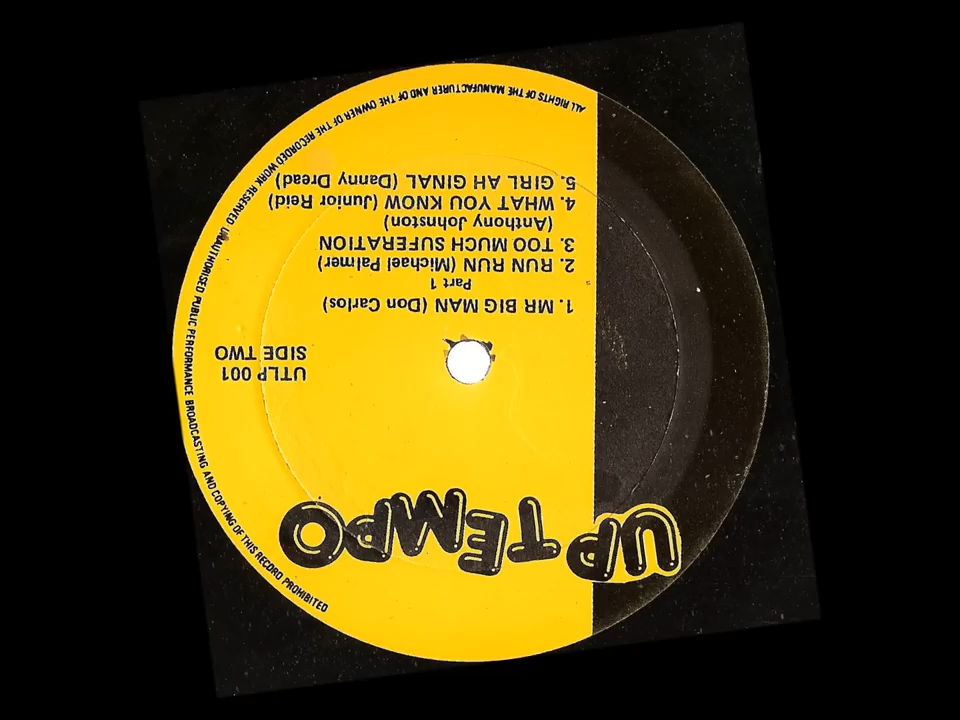 UPTEMPO
UTLP 001
SIDE TWO
1. MR BIG MAN (Don Carlos)
Part 1
2. RUN RUN (Michael Palmer)
3. TOO MUCH SUFERATION
(Anthony Johnston)
4. WHAT YOU KNOW (Junior Reid)
5. GIRL AH GINAL (Danny Dread)
ALL RIGHTS OF THE MANUFACTURER AND OF THE OWNER OF THE RECORDED WORK RESERVED UNAUTHORISED PUBLIC PERFORMANCE BROADCASTING AND COPYING OF THIS RECORD PROHIBITED